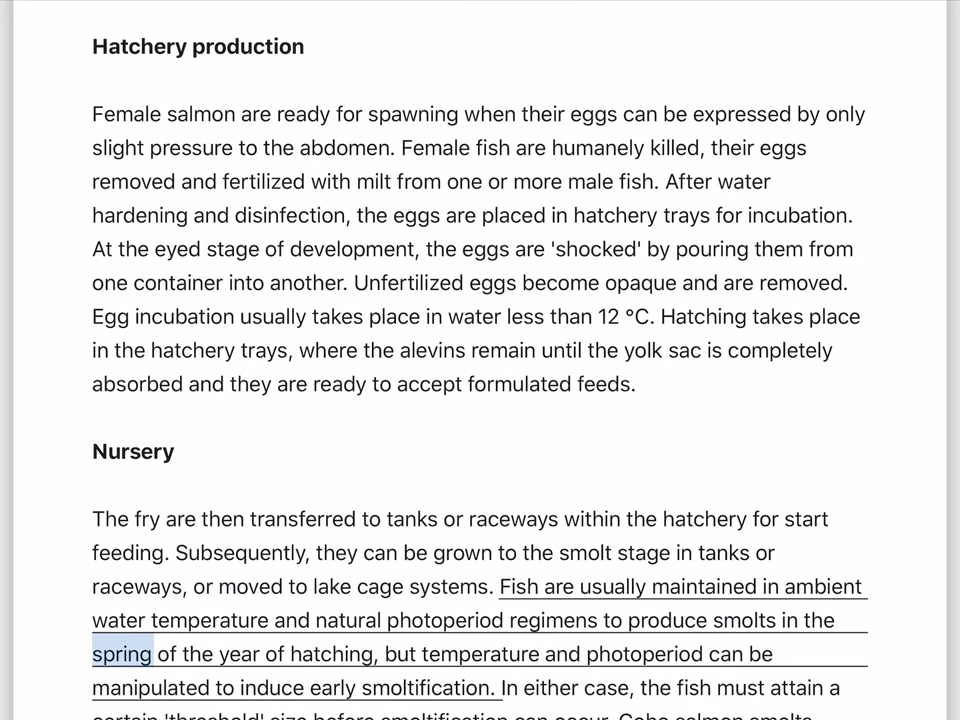 Hatchery production
Female salmon are ready for spawning when their eggs can be expressed by only
slight pressure to the abdomen. Female fish are humanely killed, their eggs
removed and fertilized with milt from one or more male fish. After water
hardening and disinfection, the eggs are placed in hatchery trays for incubation.
At the eyed stage of development, the eggs are 'shocked' by pouring them from
one container into another. Unfertilized eggs become opaque and are removed.
Egg incubation usually takes place in water less than 12 °C. Hatching takes place
in the hatchery trays, where the alevins remain until the yolk sac is completely
absorbed and they are ready to accept formulated feeds.
Nursery
The fry are then transferred to tanks or raceways within the hatchery for start
feeding. Subsequently, they can be grown to the smolt stage in tanks or
raceways, or moved to lake cage systems. Fish are usually maintained in ambient
water temperature and natural photoperiod regimens to produce smolts in the
spring of the year of hatching, but temperature and photoperiod can be
manipulated to induce early smoltification. In either case, the fish must attain a
certain 'threshold' size before smoltification can occur. Coho salmon smolts